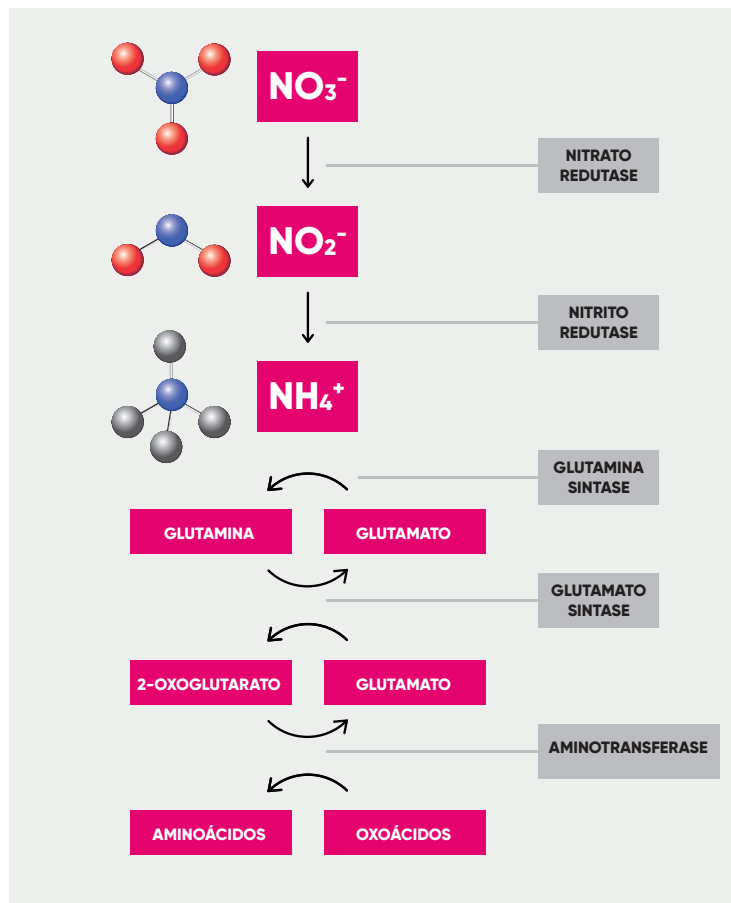 NO₃⁻
NITRATO
REDUTASE
NO₂⁻
NITRITO
REDUTASE
NH₄⁺
GLUTAMINA
SINTASE
GLUTAMINA
GLUTAMATO
GLUTAMATO
SINTASE
2-OXOGLUTARATO
GLUTAMATO
AMINOTRANSFERASE
AMINOÁCIDOS
OXOÁCIDOS